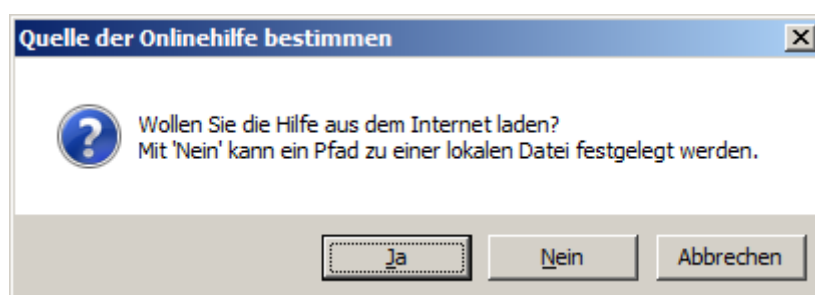 Quelle der Onlinehilfe bestimmen
Wollen Sie die Hilfe aus dem Internet laden?
Mit 'Nein' kann ein Pfad zu einer lokalen Datei festgelegt werden.
Ja Nein Abbrechen